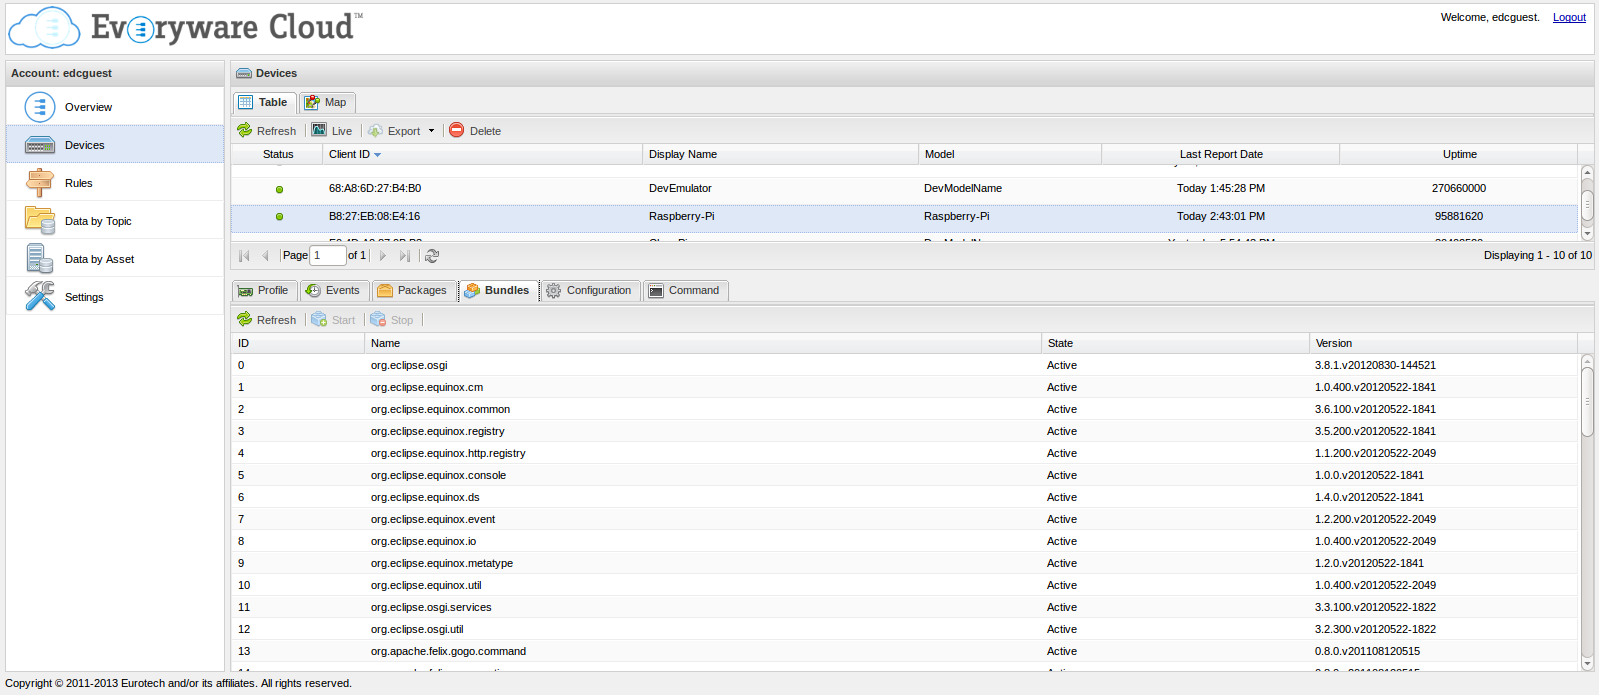 Everyware Cloud™
Welcome, edcguest. Logout
Account: edcguest
Overview
Devices
Rules
Data by Topic
Data by Asset
Settings
Devices
Table Map
Refresh Live Export Delete
Status Client ID Display Name Model Last Report Date Uptime
68:A8:6D:27:B4:B0 DevEmulator DevModelName Today 1:45:28 PM 270660000
B8:27:EB:08:E4:16 Raspberry-Pi Raspberry-Pi Today 2:43:01 PM 95881620
Page 1 of 1 Displaying 1 - 10 of 10
Profile Events Packages Bundles Configuration Command
Refresh Start Stop
ID Name State Version
0 org.eclipse.osgi Active 3.8.1.v20120830-144521
1 org.eclipse.equinox.cm Active 1.0.400.v20120522-1841
2 org.eclipse.equinox.common Active 3.6.100.v20120522-1841
3 org.eclipse.equinox.registry Active 3.5.200.v20120522-1841
4 org.eclipse.equinox.http.registry Active 1.1.200.v20120522-2049
5 org.eclipse.equinox.console Active 1.0.0.v20120522-1841
6 org.eclipse.equinox.ds Active 1.4.0.v20120522-1841
7 org.eclipse.equinox.event Active 1.2.200.v20120522-2049
8 org.eclipse.equinox.io Active 1.0.400.v20120522-2049
9 org.eclipse.equinox.metatype Active 1.2.0.v20120522-1841
10 org.eclipse.equinox.util Active 1.0.400.v20120522-2049
11 org.eclipse.osgi.services Active 3.3.100.v20120522-1822
12 org.eclipse.osgi.util Active 3.2.300.v20120522-1822
13 org.apache.felix.gogo.command Active 0.8.0.v201108120515
Copyright © 2011-2013 Eurotech and/or its affiliates. All rights reserved.